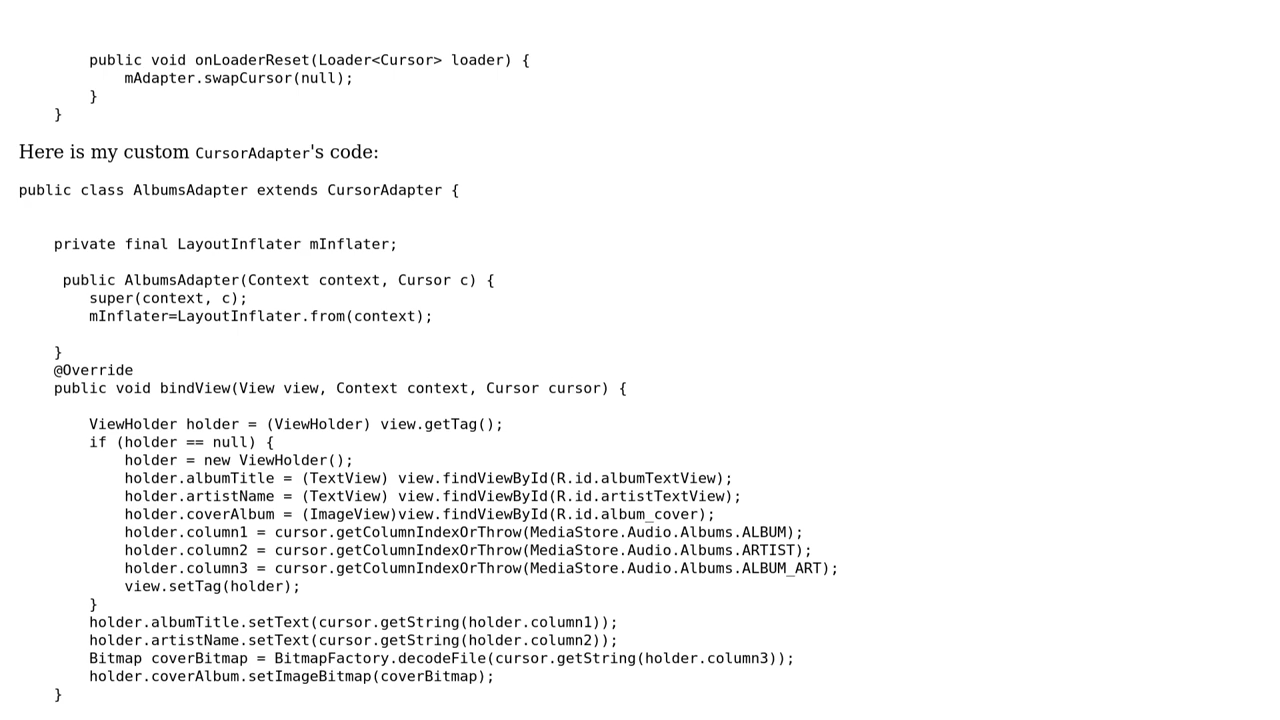 public void onLoaderReset(Loader<Cursor> loader) {
            mAdapter.swapCursor(null);
        }
    }
Here is my custom CursorAdapter's code:
public class AlbumsAdapter extends CursorAdapter {
    private final LayoutInflater mInflater;
     public AlbumsAdapter(Context context, Cursor c) {
        super(context, c);
        mInflater=LayoutInflater.from(context);
    }
    @Override
    public void bindView(View view, Context context, Cursor cursor) {
        ViewHolder holder = (ViewHolder) view.getTag();
        if (holder == null) {
            holder = new ViewHolder();
            holder.albumTitle = (TextView) view.findViewById(R.id.albumTextView);
            holder.artistName = (TextView) view.findViewById(R.id.artistTextView);
            holder.coverAlbum = (ImageView)view.findViewById(R.id.album_cover);
            holder.column1 = cursor.getColumnIndexOrThrow(MediaStore.Audio.Albums.ALBUM);
            holder.column2 = cursor.getColumnIndexOrThrow(MediaStore.Audio.Albums.ARTIST);
            holder.column3 = cursor.getColumnIndexOrThrow(MediaStore.Audio.Albums.ALBUM_ART);
            view.setTag(holder);
        }
        holder.albumTitle.setText(cursor.getString(holder.column1));
        holder.artistName.setText(cursor.getString(holder.column2));
        Bitmap coverBitmap = BitmapFactory.decodeFile(cursor.getString(holder.column3));
        holder.coverAlbum.setImageBitmap(coverBitmap);
    }